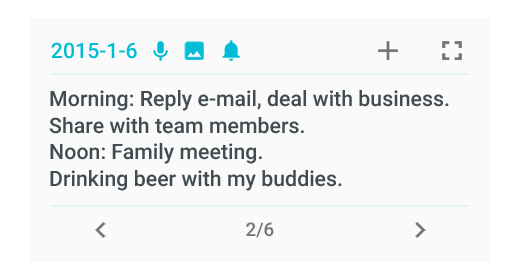 2015-1-6
Morning: Reply e-mail, deal with business.
Share with team members.
Noon: Family meeting.
Drinking beer with my buddies.
2/6